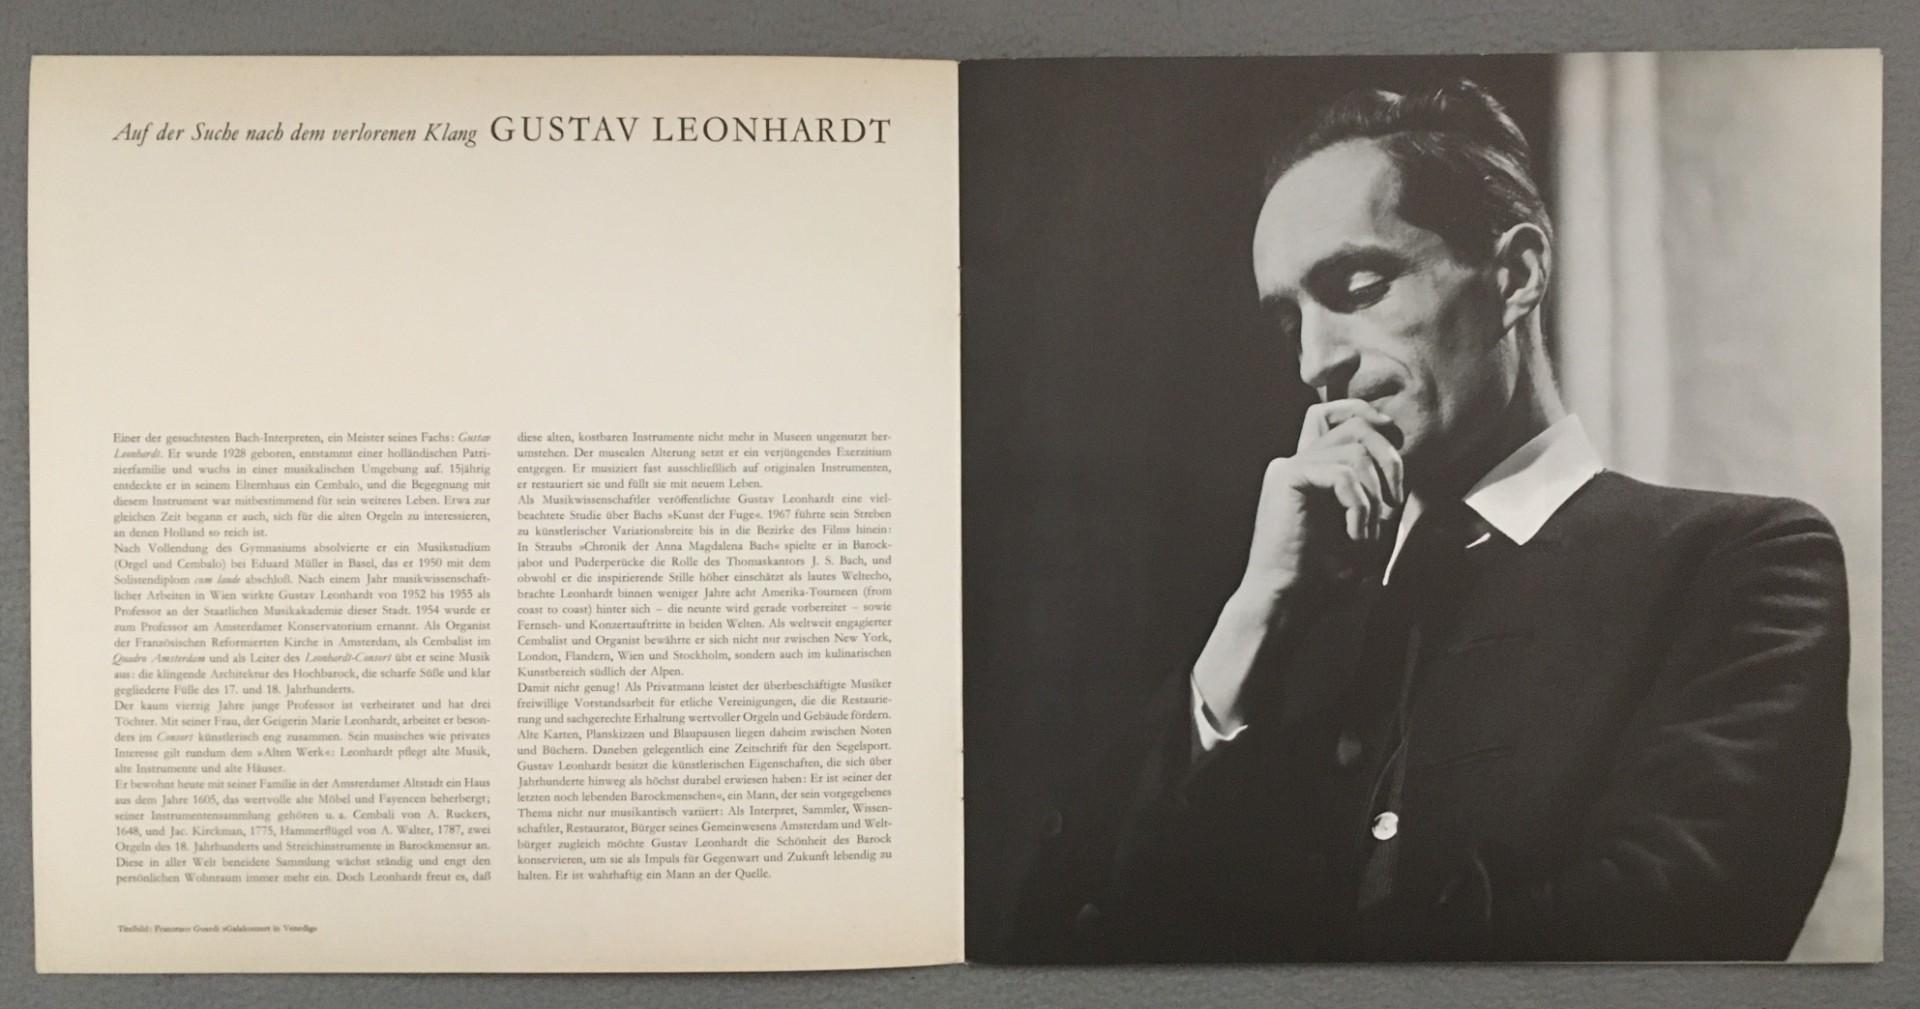 Auf der Suche nach dem verlorenen Klang GUSTAV LEONHARDT
Einer der gesuchtesten Bach-Interpreten, ein Meister seines Fachs: Gustav
Leonhardt. Er wurde 1928 geboren, entstammt einer holländischen Patri-
zierfamilie und wuchs in einer musikalischen Umgebung auf. 15jährig
entdeckte er in seinem Elternhaus ein Cembalo, und die Begegnung mit
diesem Instrument war mitbestimmend für sein weiteres Leben. Etwa zur
gleichen Zeit begann er auch, sich für die alten Orgeln zu interessieren,
an denen Holland so reich ist.
Nach Vollendung des Gymnasiums absolvierte er ein Musikstudium
(Orgel und Cembalo) bei Eduard Müller in Basel, das er 1950 mit dem
Solistendiplom cum laude abschloß. Nach einem Jahr musikwissenschaft-
licher Arbeiten in Wien wirkte Gustav Leonhardt von 1952 bis 1955 als
Professor an der Staatlichen Musikakademie dieser Stadt. 1954 wurde er
zum Professor am Amsterdamer Konservatorium ernannt. Als Organist
der Französischen Reformierten Kirche in Amsterdam, als Cembalist im
Quadro Amsterdam und als Leiter des Leonhardt-Consort übt er seine Musik
aus: die klingende Architektur des Hochbarock, die scharfe Süße und klar
gegliederte Fülle des 17. und 18. Jahrhunderts.
Der kaum vierzig Jahre junge Professor ist verheiratet und hat drei
Töchter. Mit seiner Frau, der Geigerin Marie Leonhardt, arbeitet er beson-
ders im Consort künstlerisch eng zusammen. Sein musisches wie privates
Interesse gilt rundum dem »Alten Werk«: Leonhardt pflegt alte Musik,
alte Instrumente und alte Häuser.
Er bewohnt heute mit seiner Familie in der Amsterdamer Altstadt ein Haus
aus dem Jahre 1605, das wertvolle alte Möbel und Fayencen beherbergt;
seiner Instrumentensammlung gehören u. a. Cembali von A. Ruckers,
1648, und Jac. Kirckman, 1775, Hammerflügel von A. Walter, 1787, zwei
Orgeln des 18. Jahrhunderts und Streichinstrumente in Barockmensur an.
Diese in aller Welt beneidete Sammlung wächst ständig und engt den
persönlichen Wohnraum immer mehr ein. Doch Leonhardt freut es, daß
diese alten, kostbaren Instrumente nicht mehr in Museen ungenutzt her-
umstehen. Der musealen Alterung setzt er ein verjüngendes Exerzitium
entgegen. Er musiziert fast ausschließlich auf originalen Instrumenten,
er restauriert sie und füllt sie mit neuem Leben.
Als Musikwissenschaftler veröffentlichte Gustav Leonhardt eine viel-
beachtete Studie über Bachs »Kunst der Fuge«. 1967 führte sein Streben
zu künstlerischer Variationsbreite bis in die Bezirke des Films hinein:
In Straubs »Chronik der Anna Magdalena Bach« spielte er in Barock-
jabot und Puderperücke die Rolle des Thomaskantors J. S. Bach, und
obwohl er die inspirierende Stille höher einschätzt als lautes Weltecho,
brachte Leonhardt binnen weniger Jahre acht Amerika-Tourneen (from
coast to coast) hinter sich – die neunte wird gerade vorbereitet – sowie
Fernseh- und Konzertauftritte in beiden Welten. Als weltweit engagierter
Cembalist und Organist bewährte er sich nicht nur zwischen New York,
London, Flandern, Wien und Stockholm, sondern auch im kulinarischen
Kunstbereich südlich der Alpen.
Damit nicht genug! Als Privatmann leistet der überbeschäftigte Musiker
freiwillige Vorstandsarbeit für etliche Vereinigungen, die die Restaurie-
rung und sachgerechte Erhaltung wertvoller Orgeln und Gebäude fördern.
Alte Karten, Planskizzen und Blaupausen liegen daheim zwischen Noten
und Büchern. Daneben gelegentlich eine Zeitschrift für den Segelsport.
Gustav Leonhardt besitzt die künstlerischen Eigenschaften, die sich über
Jahrhunderte hinweg als höchst durabel erwiesen haben: Er ist »einer der
letzten noch lebenden Barockmenschen«, ein Mann, der sein vorgegebenes
Thema nicht nur musikantisch variiert: Als Interpret, Sammler, Wissen-
schaftler, Restaurator, Bürger seines Gemeinwesens Amsterdam und Welt-
bürger zugleich möchte Gustav Leonhardt die Schönheit des Barock
konservieren, um sie als Impuls für Gegenwart und Zukunft lebendig zu
halten. Er ist wahrhaftig ein Mann an der Quelle.
Titelbild: Francesco Guardi »Galakonzert in Venedig«